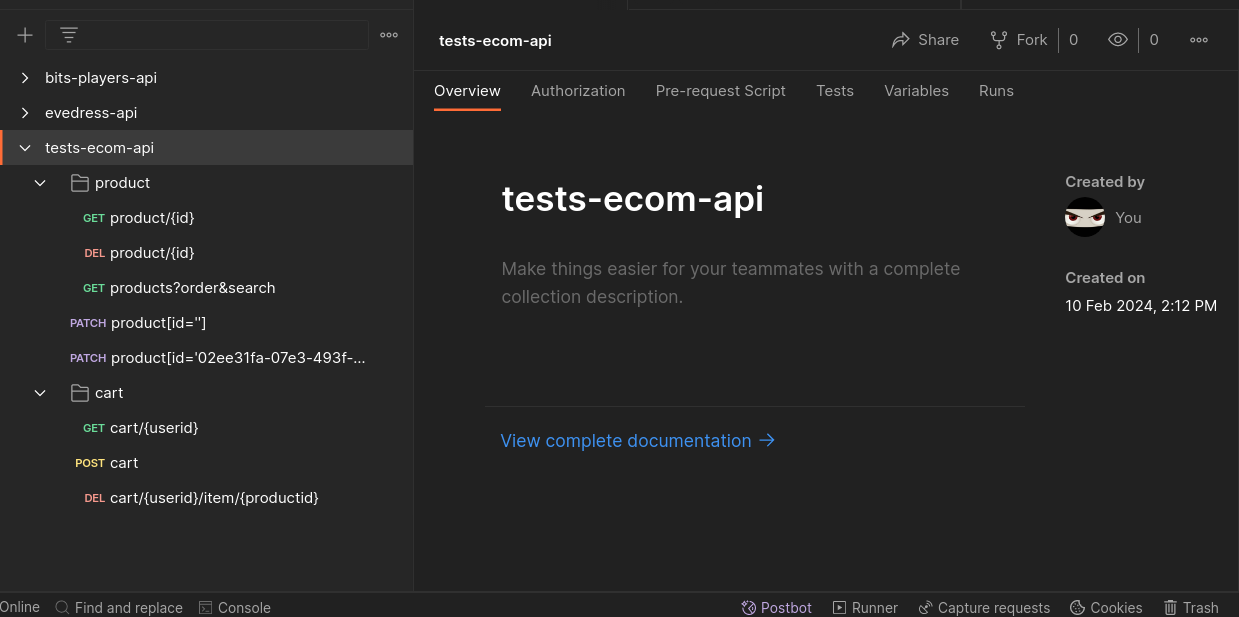 tests-ecom-api
Share
Fork
0
0
bits-players-api
evedress-api
tests-ecom-api
product
GET product/{id}
DEL product/{id}
GET products?order&search
PATCH product[id='']
PATCH product[id='02ee31fa-07e3-493f-...
cart
GET cart/{userid}
POST cart
DEL cart/{userid}/item/{productid}
Overview
Authorization
Pre-request Script
Tests
Variables
Runs
tests-ecom-api
Make things easier for your teammates with a complete
collection description.
View complete documentation →
Created by
You
Created on
10 Feb 2024, 2:12 PM
Online
Find and replace
Console
Postbot
Runner
Capture requests
Cookies
Trash